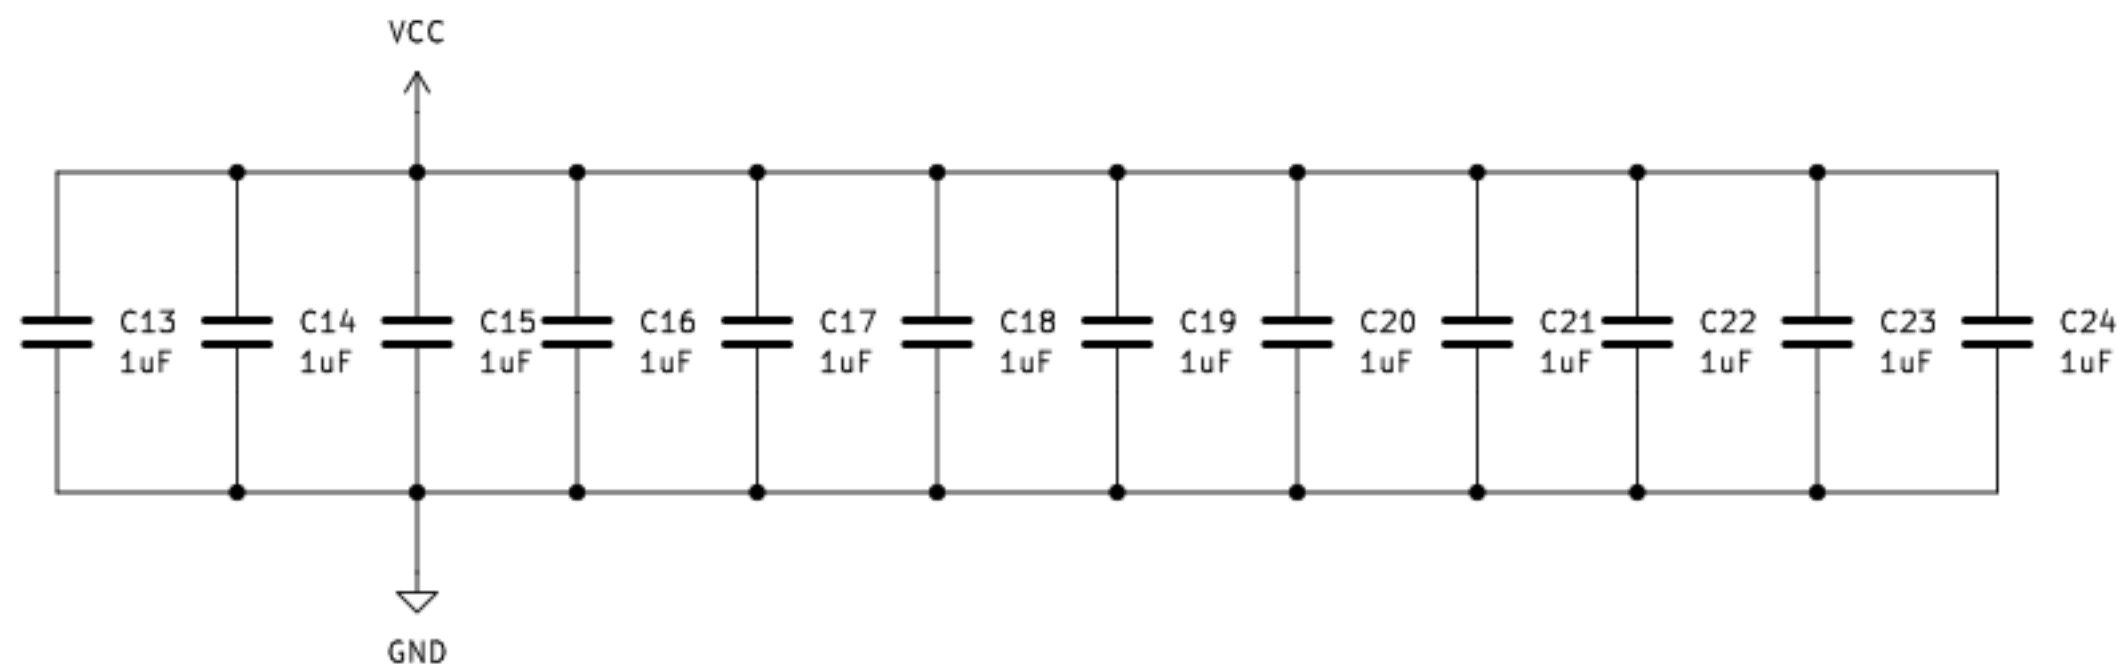 VCC
C13 C14 C15 C16 C17 C18 C19 C20 C21 C22 C23 C24
1uF 1uF 1uF 1uF 1uF 1uF 1uF 1uF 1uF 1uF 1uF 1uF
GND